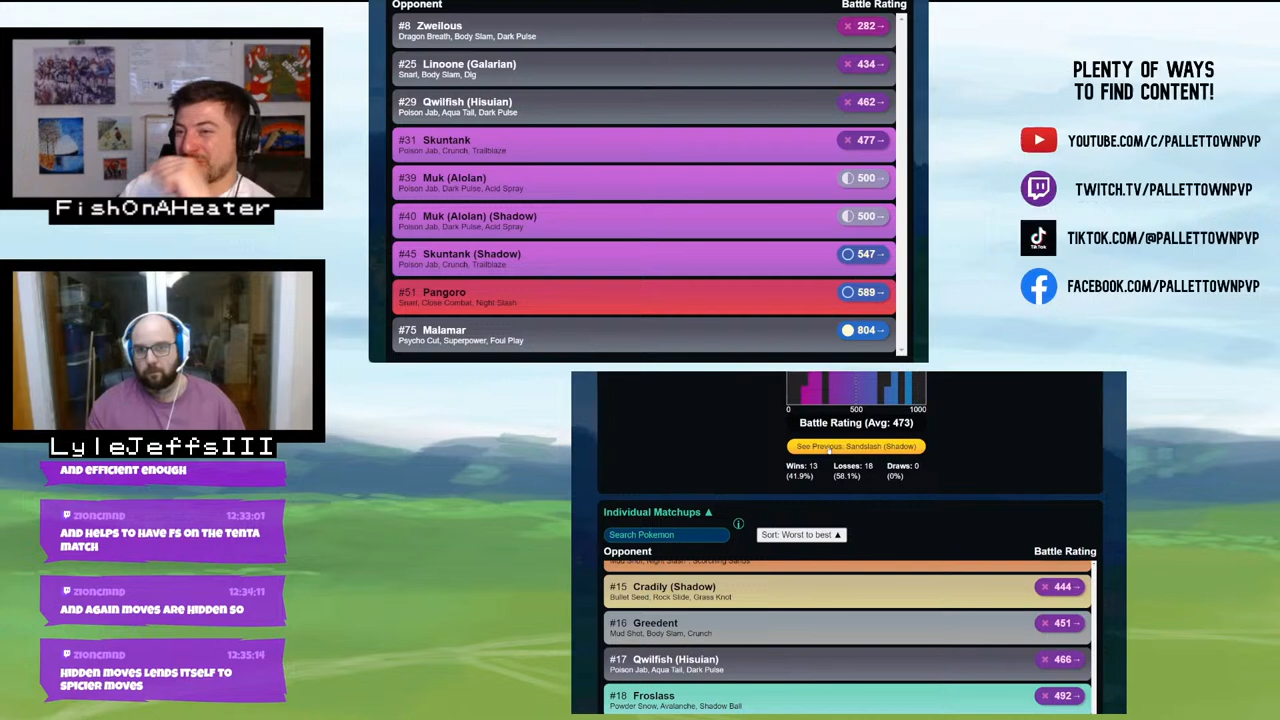 FishOnAHeater
LyleJeffsIII
AND EFFICIENT ENOUGH
ZIONCMND 12:33:01
AND HELPS TO HAVE FS ON THE TENTA
MATCH
ZIONCMND 12:34:11
AND AGAIN MOVES ARE HIDDEN SO
ZIONCMND 12:35:14
HIDDEN MOVES LENDS ITSELF TO
SPICIER MOVES
Opponent Battle Rating
#8 Zweilous × 282→
Dragon Breath, Body Slam, Dark Pulse
#25 Linoone (Galarian) × 434→
Snarl, Body Slam, Dig
#29 Qwilfish (Hisuian) × 462→
Poison Jab, Aqua Tail, Dark Pulse
#31 Skuntank × 477→
Poison Jab, Crunch, Trailblaze
#39 Muk (Alolan) 500→
Poison Jab, Dark Pulse, Acid Spray
#40 Muk (Alolan) (Shadow) 500→
Poison Jab, Dark Pulse, Acid Spray
#45 Skuntank (Shadow) 547→
Poison Jab, Crunch, Trailblaze
#51 Pangoro 589→
Snarl, Close Combat, Night Slash
#75 Malamar 804→
Psycho Cut, Superpower, Foul Play
0 500 1000
Battle Rating (Avg: 473)
See Previous: Sandslash (Shadow)
Wins: 13 Losses: 18 Draws: 0
(41.9%) (58.1%) (0%)
Individual Matchups ▲
Search Pokemon Sort: Worst to best ▲
Opponent Battle Rating
Mud Shot, Night Slash , Scorching Sands
#15 Cradily (Shadow) × 444→
Bullet Seed, Rock Slide, Grass Knot
#16 Greedent × 451→
Mud Shot, Body Slam, Crunch
#17 Qwilfish (Hisuian) × 466→
Poison Jab, Aqua Tail, Dark Pulse
#18 Froslass × 492→
Powder Snow, Avalanche, Shadow Ball
PLENTY OF WAYS
TO FIND CONTENT!
YOUTUBE.COM/C/PALLETTOWNPVP
TWITCH.TV/PALLETTOWNPVP
TikTok
TIKTOK.COM/@PALLETTOWNPVP
FACEBOOK.COM/PALLETTOWNPVP